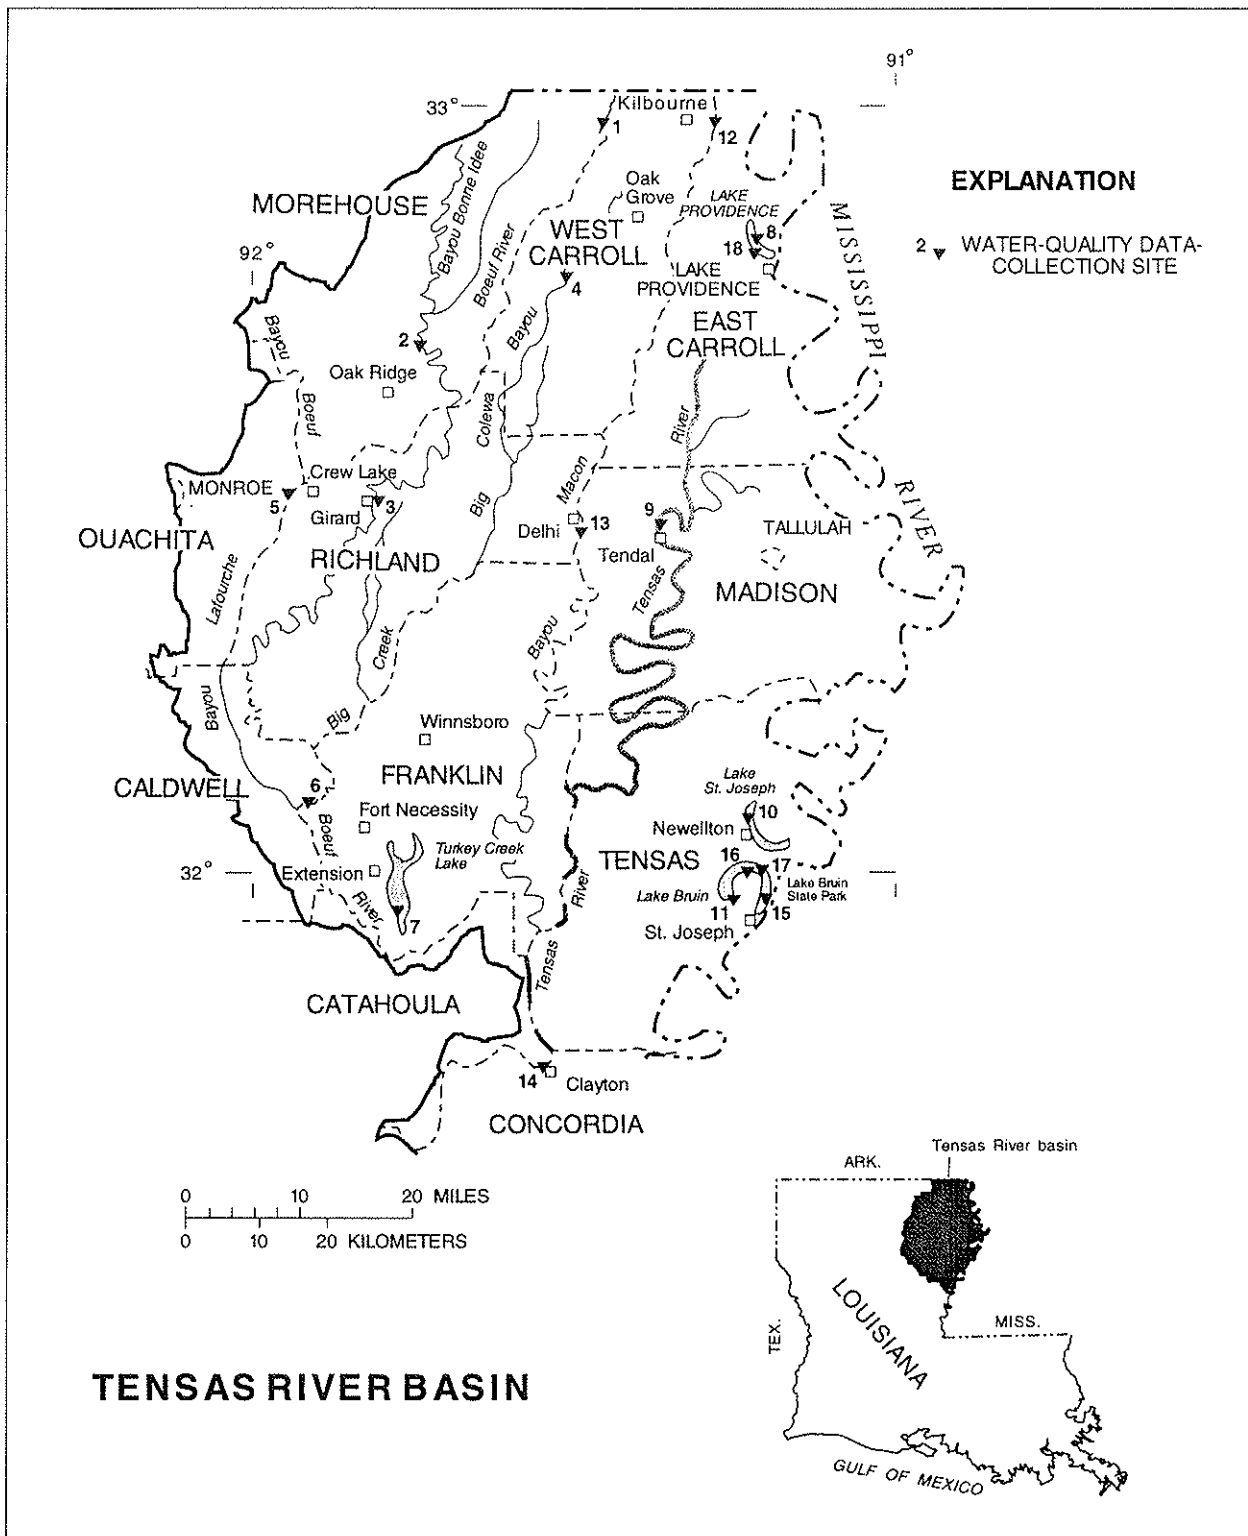 91°
33°
Kilbourne
1
12
Bayou Bonne Idee
Oak
Grove
LAKE
PROVIDENCE
EXPLANATION
MOREHOUSE
MISSISSIPPI
WEST
CARROLL
8
18
2 WATER-QUALITY DATA-
COLLECTION SITE
92°
Boeuf River
4
LAKE
PROVIDENCE
Bayou
Bayou
EAST
CARROLL
2
Oak Ridge
Boeuf
Colewa
River
Crew Lake
MONROE
5
Girard
3
Big
Macon
RIVER
Delhi
13
9
Tendal
TALLULAH
OUACHITA
RICHLAND
MADISON
Lafourche
Tensas
Creek
Bayou
Bayou
Big
Winnsboro
FRANKLIN
CALDWELL
6
Lake
St. Joseph
10
Fort Necessity
Newellton
Boeuf
Turkey Creek
Lake
TENSAS
16
17
32°
Extension
River
Lake Bruin
Lake Bruin
State Park
11
15
River
7
St. Joseph
Tensas
CATAHOULA
14
Clayton
CONCORDIA
Tensas River basin
ARK.
0 10 20 MILES
0 10 20 KILOMETERS
LOUISIANA
TEX.
MISS.
TENSAS RIVER BASIN
GULF OF MEXICO